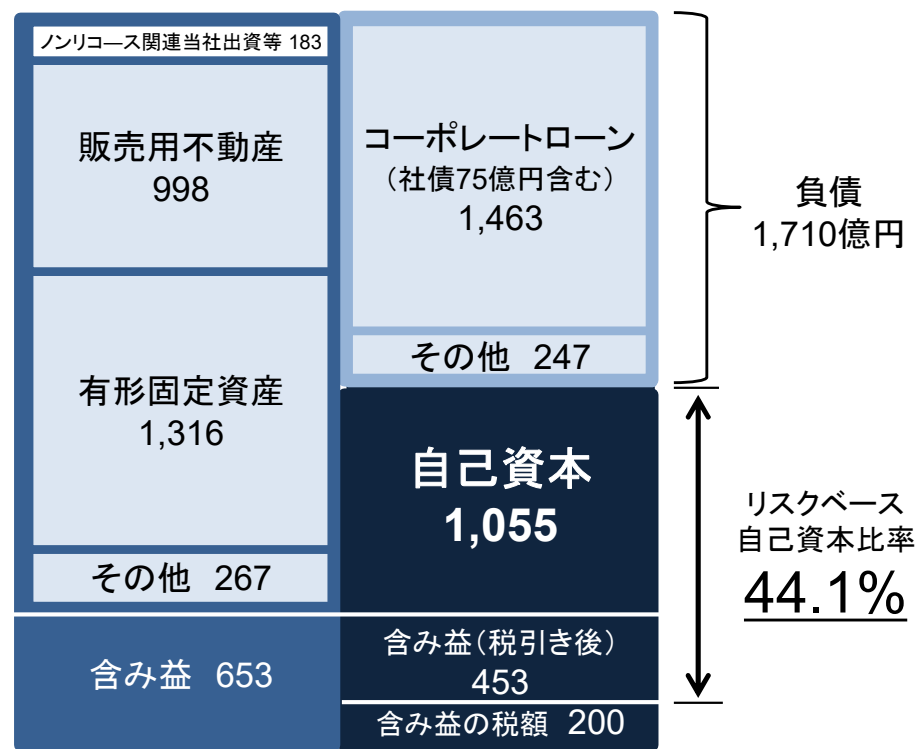 ノンリコ―ス関連当社出資等 183
販売用不動産
998
有形固定資産
1,316
その他 267
含み益 653
コーポレートローン
(社債75億円含む)
1,463
その他 247
自己資本
1,055
含み益(税引き後)
453
含み益の税額 200
負債
1,710億円
リスクベース
自己資本比率
44.1%